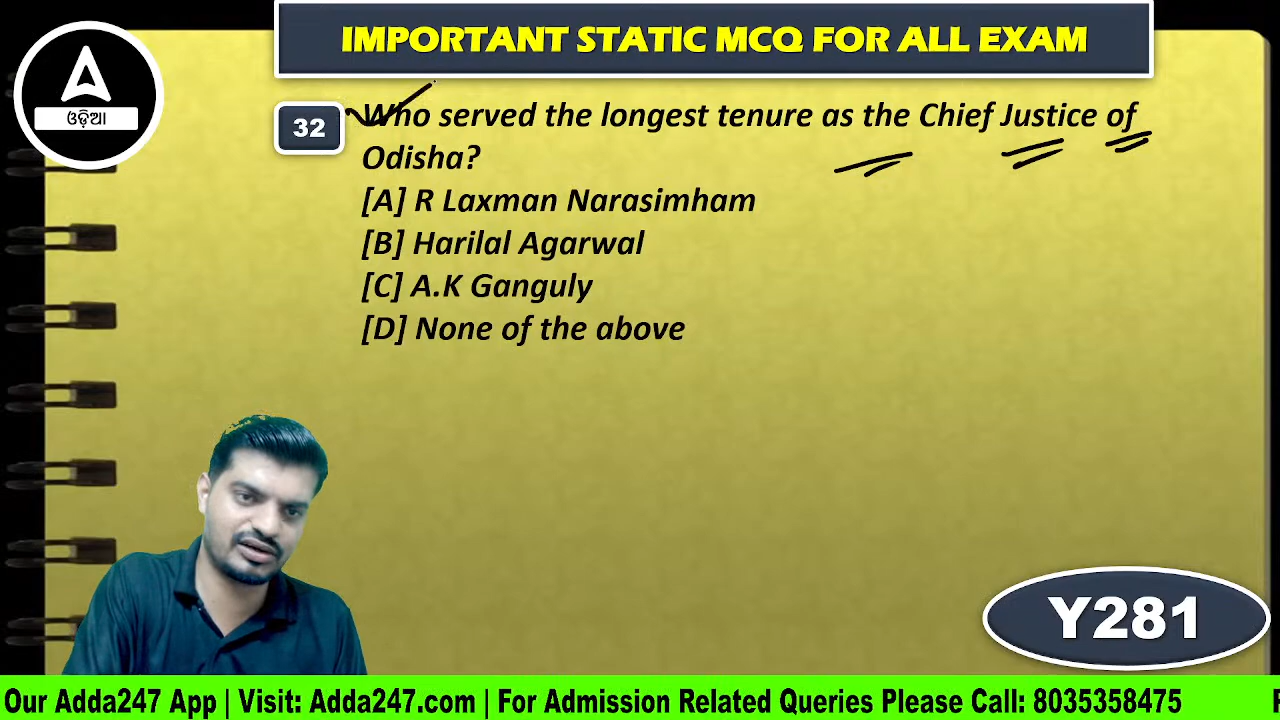 IMPORTANT STATIC MCQ FOR ALL EXAM
ଓଡ଼ିଆ
32
Who served the longest tenure as the Chief Justice of
Odisha?
[A] R Laxman Narasimham
[B] Harilal Agarwal
[C] A.K Ganguly
[D] None of the above
Y281
Our Adda247 App | Visit: Adda247.com | For Admission Related Queries Please Call: 8035358475